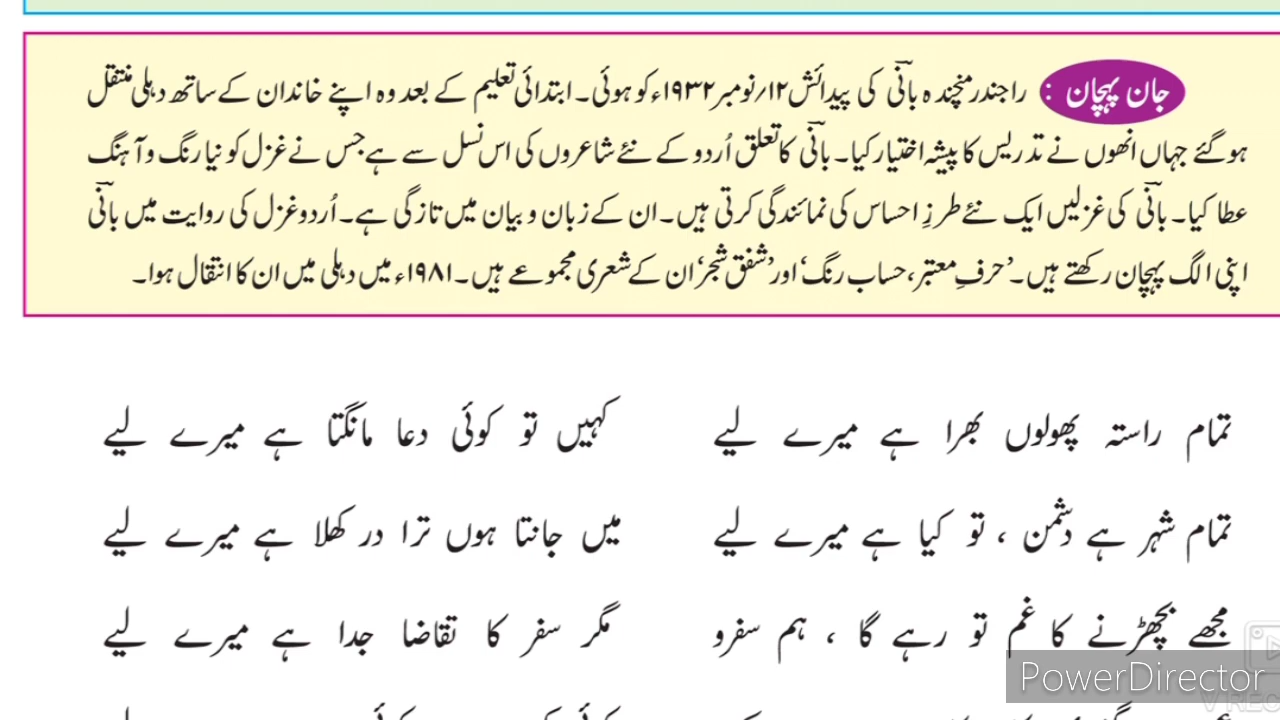 جان پہچان : راجندر منچندہ بانیؔ کی پیدائش ۱۲؍نومبر ۱۹۳۲ء کو ہوئی۔ ابتدائی تعلیم کے بعد وہ اپنے خاندان کے ساتھ دہلی منتقل
ہو گئے جہاں انھوں نے تدریس کا پیشہ اختیار کیا۔ بانیؔ کا تعلق اُردو کے نئے شاعروں کی اس نسل سے ہے جس نے غزل کو نیا رنگ و آہنگ
عطا کیا۔ بانیؔ کی غزلیں ایک نئے طرزِ احساس کی نمائندگی کرتی ہیں۔ ان کے زبان و بیان میں تازگی ہے۔ اُردو غزل کی روایت میں بانیؔ
اپنی الگ پہچان رکھتے ہیں۔ 'حرفِ معتبر، حساب رنگ' اور 'شفق شجر' ان کے شعری مجموعے ہیں۔ ۱۹۸۱ء میں دہلی میں ان کا انتقال ہوا۔
تمام راستہ پھولوں بھرا ہے میرے لیے کہیں تو کوئی دعا مانگتا ہے میرے لیے
تمام شہر ہے دشمن ، تو کیا ہے میرے لیے میں جانتا ہوں ترا در کھلا ہے میرے لیے
مجھے بچھڑنے کا غم تو رہے گا ، ہم سفرو مگر سفر کا تقاضا جدا ہے میرے لیے
PowerDirector